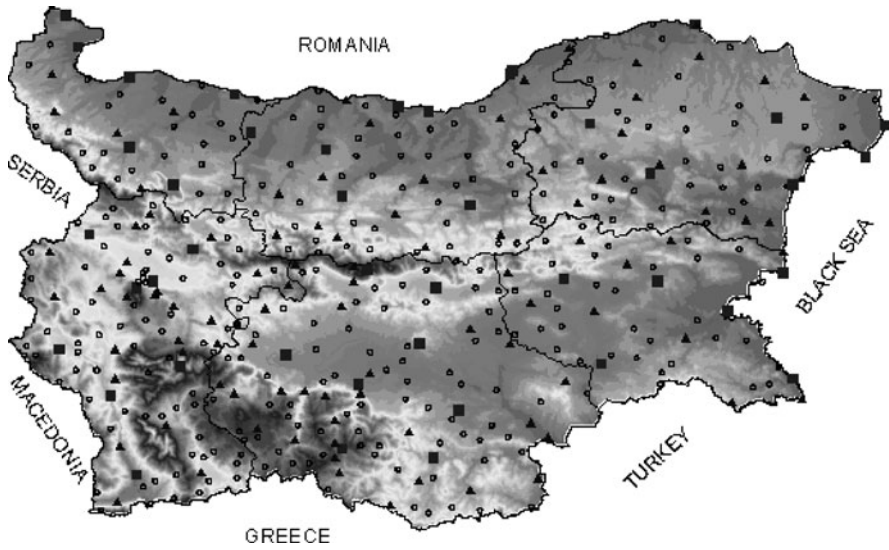 ROMANIA
SERBIA
BLACK SEA
MACEDONIA
TURKEY
GREECE